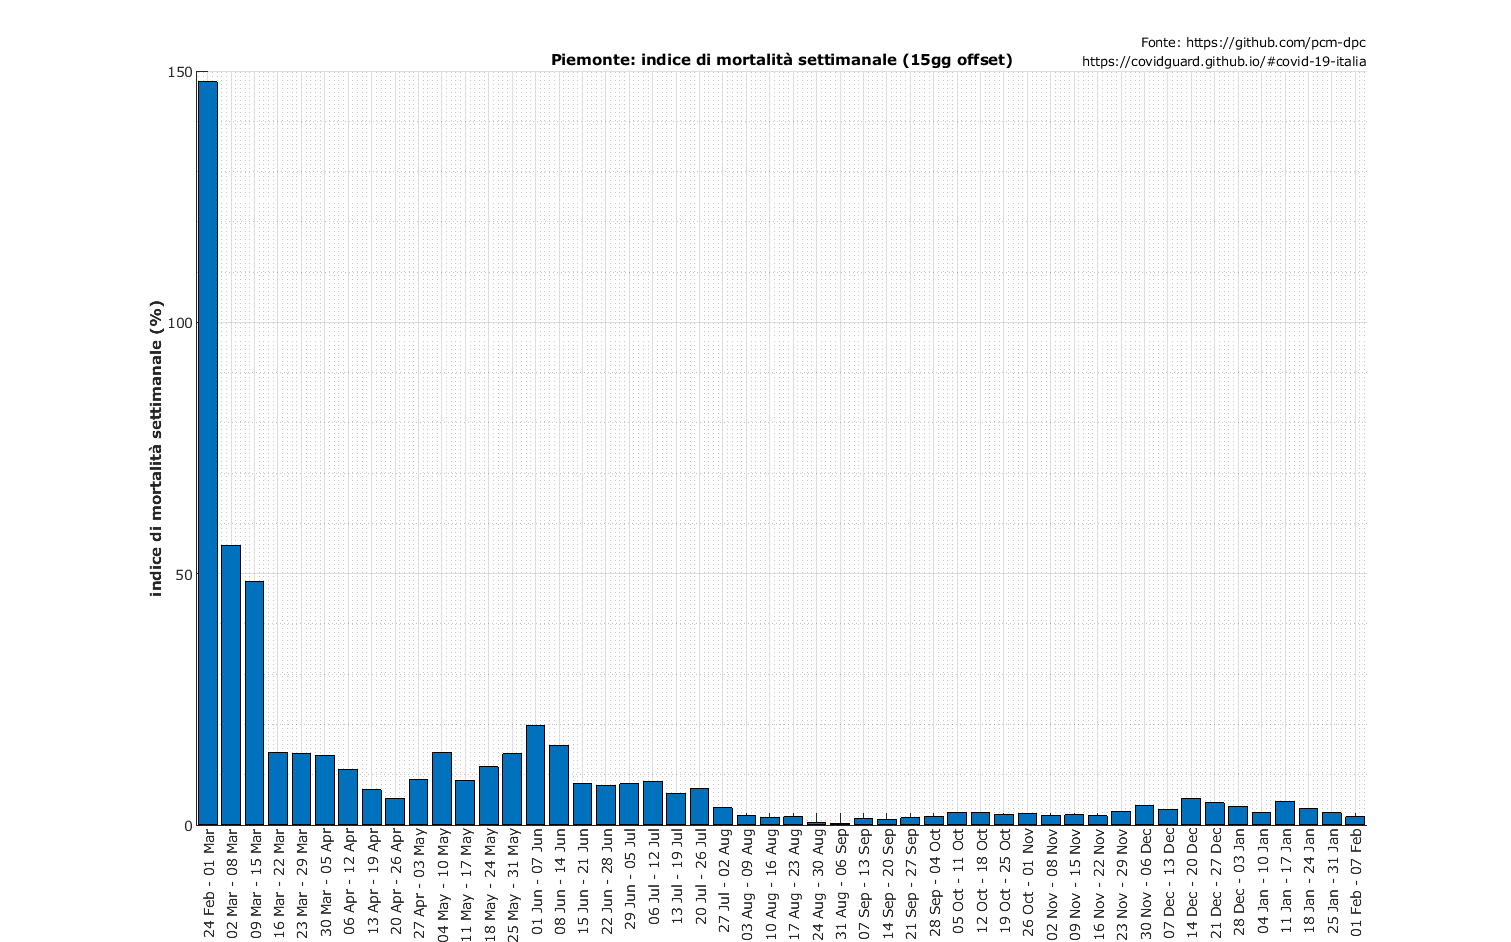 Fonte: https://github.com/pcm-dpc
Piemonte: indice di mortalità settimanale (15gg offset)
https://covidguard.github.io/#covid-19-italia
indice di mortalità settimanale (%)
150
100
50
0
24 Feb - 01 Mar
02 Mar - 08 Mar
09 Mar - 15 Mar
16 Mar - 22 Mar
23 Mar - 29 Mar
30 Mar - 05 Apr
06 Apr - 12 Apr
13 Apr - 19 Apr
20 Apr - 26 Apr
27 Apr - 03 May
04 May - 10 May
11 May - 17 May
18 May - 24 May
25 May - 31 May
01 Jun - 07 Jun
08 Jun - 14 Jun
15 Jun - 21 Jun
22 Jun - 28 Jun
29 Jun - 05 Jul
06 Jul - 12 Jul
13 Jul - 19 Jul
20 Jul - 26 Jul
27 Jul - 02 Aug
03 Aug - 09 Aug
10 Aug - 16 Aug
17 Aug - 23 Aug
24 Aug - 30 Aug
31 Aug - 06 Sep
07 Sep - 13 Sep
14 Sep - 20 Sep
21 Sep - 27 Sep
28 Sep - 04 Oct
05 Oct - 11 Oct
12 Oct - 18 Oct
19 Oct - 25 Oct
26 Oct - 01 Nov
02 Nov - 08 Nov
09 Nov - 15 Nov
16 Nov - 22 Nov
23 Nov - 29 Nov
30 Nov - 06 Dec
07 Dec - 13 Dec
14 Dec - 20 Dec
21 Dec - 27 Dec
28 Dec - 03 Jan
04 Jan - 10 Jan
11 Jan - 17 Jan
18 Jan - 24 Jan
25 Jan - 31 Jan
01 Feb - 07 Feb